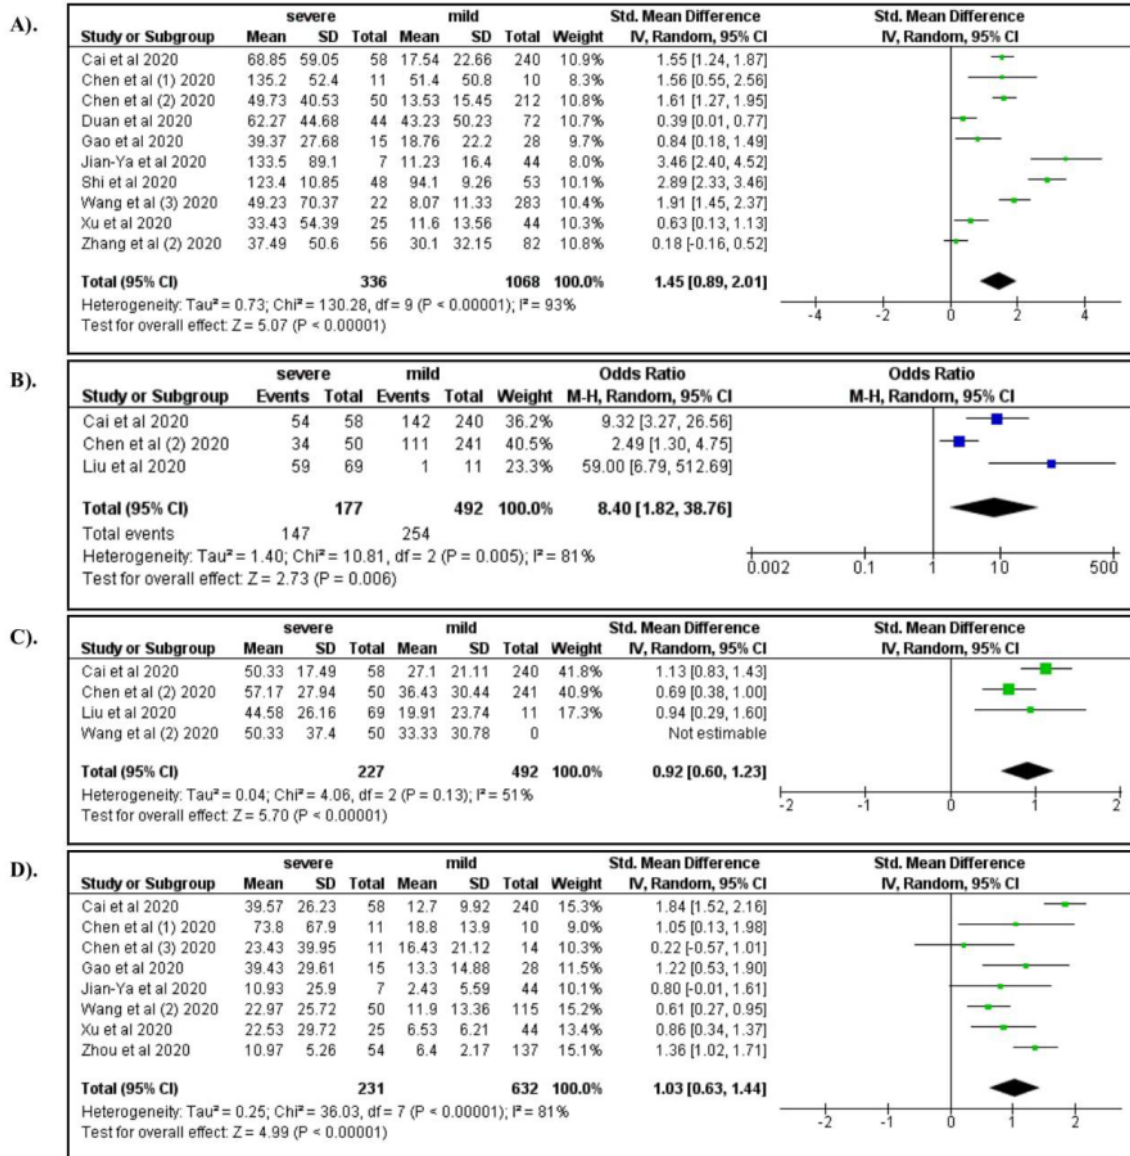 A).
severe mild Std. Mean Difference Std. Mean Difference
Study or Subgroup Mean SD Total Mean SD Total Weight IV, Random, 95% CI IV, Random, 95% CI
Cai et al 2020 68.85 59.05 58 17.54 22.66 240 10.9% 1.55 [1.24, 1.87]
Chen et al (1) 2020 135.2 52.4 11 51.4 50.8 10 8.3% 1.56 [0.55, 2.56]
Chen et al (2) 2020 49.73 40.53 50 13.53 15.45 212 10.8% 1.61 [1.27, 1.95]
Duan et al 2020 62.27 44.68 44 43.23 50.23 72 10.7% 0.39 [0.01, 0.77]
Gao et al 2020 39.37 27.68 15 18.76 22.2 28 9.7% 0.84 [0.18, 1.49]
Jian-Ya et al 2020 133.5 89.1 7 11.23 16.4 44 8.0% 3.46 [2.40, 4.52]
Shi et al 2020 123.4 10.85 48 94.1 9.26 53 10.1% 2.89 [2.33, 3.46]
Wang et al (3) 2020 49.23 70.37 22 8.07 11.33 283 10.4% 1.91 [1.45, 2.37]
Xu et al 2020 33.43 54.39 25 11.6 13.56 44 10.3% 0.63 [0.13, 1.13]
Zhang et al (2) 2020 37.49 50.6 56 30.1 32.15 82 10.8% 0.18 [-0.16, 0.52]
Total (95% CI) 336 1068 100.0% 1.45 [0.89, 2.01]
Heterogeneity: Tau² = 0.73; Chi² = 130.28, df = 9 (P < 0.00001); I² = 93%
Test for overall effect: Z = 5.07 (P < 0.00001)
-4 -2 0 2 4
B).
severe mild Odds Ratio Odds Ratio
Study or Subgroup Events Total Events Total Weight M-H, Random, 95% CI M-H, Random, 95% CI
Cai et al 2020 54 58 142 240 36.2% 9.32 [3.27, 26.56]
Chen et al (2) 2020 34 50 111 241 40.5% 2.49 [1.30, 4.75]
Liu et al 2020 59 69 1 11 23.3% 59.00 [6.79, 512.69]
Total (95% CI) 177 492 100.0% 8.40 [1.82, 38.76]
Total events 147 254
Heterogeneity: Tau² = 1.40; Chi² = 10.81, df = 2 (P = 0.005); I² = 81%
Test for overall effect: Z = 2.73 (P = 0.006)
0.002 0.1 1 10 500
C).
severe mild Std. Mean Difference Std. Mean Difference
Study or Subgroup Mean SD Total Mean SD Total Weight IV, Random, 95% CI IV, Random, 95% CI
Cai et al 2020 50.33 17.49 58 27.1 21.11 240 41.8% 1.13 [0.83, 1.43]
Chen et al (2) 2020 57.17 27.94 50 36.43 30.44 241 40.9% 0.69 [0.38, 1.00]
Liu et al 2020 44.58 26.16 69 19.91 23.74 11 17.3% 0.94 [0.29, 1.60]
Wang et al (2) 2020 50.33 37.4 50 33.33 30.78 0 Not estimable
Total (95% CI) 227 492 100.0% 0.92 [0.60, 1.23]
Heterogeneity: Tau² = 0.04; Chi² = 4.06, df = 2 (P = 0.13); I² = 51%
Test for overall effect: Z = 5.70 (P < 0.00001)
-2 -1 0 1 2
D).
severe mild Std. Mean Difference Std. Mean Difference
Study or Subgroup Mean SD Total Mean SD Total Weight IV, Random, 95% CI IV, Random, 95% CI
Cai et al 2020 39.57 26.23 58 12.7 9.92 240 15.3% 1.84 [1.52, 2.16]
Chen et al (1) 2020 73.8 67.9 11 18.8 13.9 10 9.0% 1.05 [0.13, 1.98]
Chen et al (3) 2020 23.43 39.95 11 16.43 21.12 14 10.3% 0.22 [-0.57, 1.01]
Gao et al 2020 39.43 29.61 15 13.3 14.88 28 11.5% 1.22 [0.53, 1.90]
Jian-Ya et al 2020 10.93 25.9 7 2.43 5.59 44 10.1% 0.80 [-0.01, 1.61]
Wang et al (2) 2020 22.97 25.72 50 11.9 13.36 115 15.2% 0.61 [0.27, 0.95]
Xu et al 2020 22.53 29.72 25 6.53 6.21 44 13.4% 0.86 [0.34, 1.37]
Zhou et al 2020 10.97 5.26 54 6.4 2.17 137 15.1% 1.36 [1.02, 1.71]
Total (95% CI) 231 632 100.0% 1.03 [0.63, 1.44]
Heterogeneity: Tau² = 0.25; Chi² = 36.03, df = 7 (P < 0.00001); I² = 81%
Test for overall effect: Z = 4.99 (P < 0.00001)
-2 -1 0 1 2